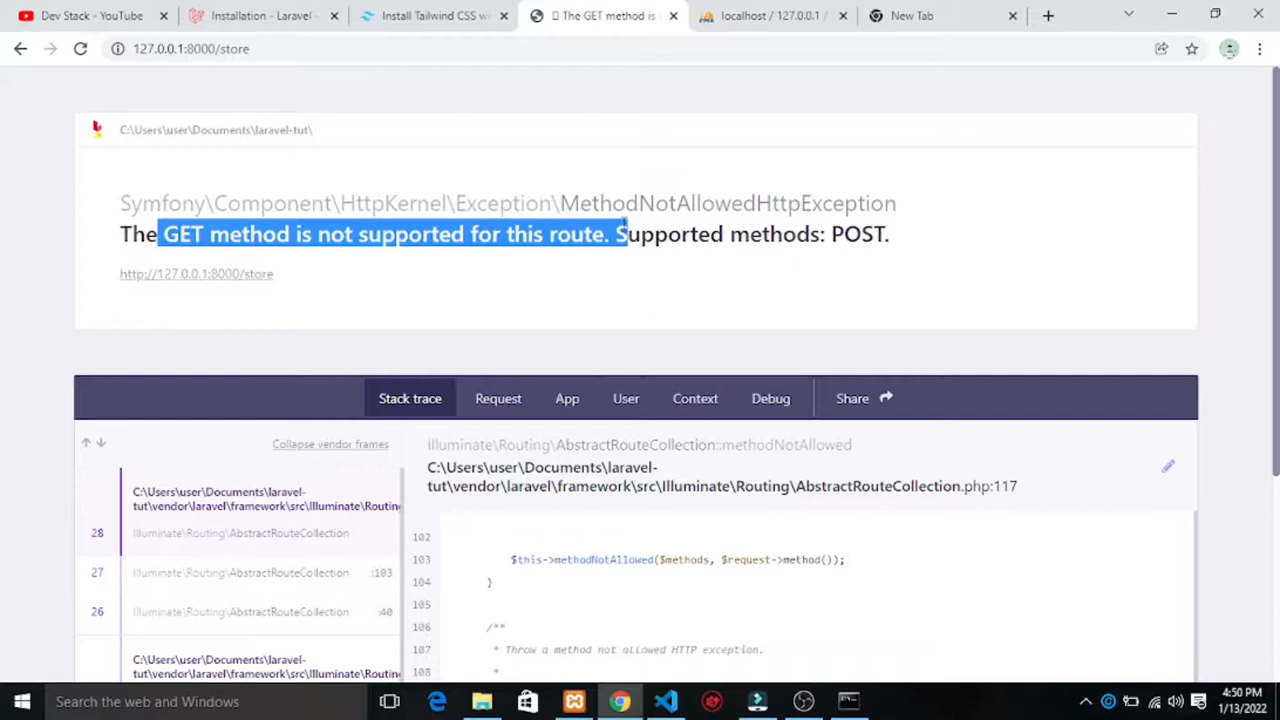 Dev Stack - YouTube
Installation - Laravel -
Install Tailwind CSS w
The GET method is
localhost / 127.0.0.1 /
New Tab
127.0.0.1:8000/store
C:\Users\user\Documents\laravel-tut\
Symfony\Component\HttpKernel\Exception\MethodNotAllowedHttpException
The GET method is not supported for this route. Supported methods: POST.
http://127.0.0.1:8000/store
Stack trace
Request
App
User
Context
Debug
Share
Collapse vendor frames
C:\Users\user\Documents\laravel-
tut\vendor\laravel\framework\src\Illuminate\Routing
28 Illuminate\Routing\AbstractRouteCollection
27 Illuminate\Routing\AbstractRouteCollection :103
26 Illuminate\Routing\AbstractRouteCollection :40
C:\Users\user\Documents\laravel-
tut\vendor\laravel\framework\src\Illuminate\Routing
Illuminate\Routing\AbstractRouteCollection::methodNotAllowed
C:\Users\user\Documents\laravel-
tut\vendor\laravel\framework\src\Illuminate\Routing\AbstractRouteCollection.php:117
102
103 $this->methodNotAllowed($methods, $request->method());
104 }
105
106 /**
107 * Throw a method not allowed HTTP exception.
108 *
Search the web and Windows
4:50 PM
1/13/2022